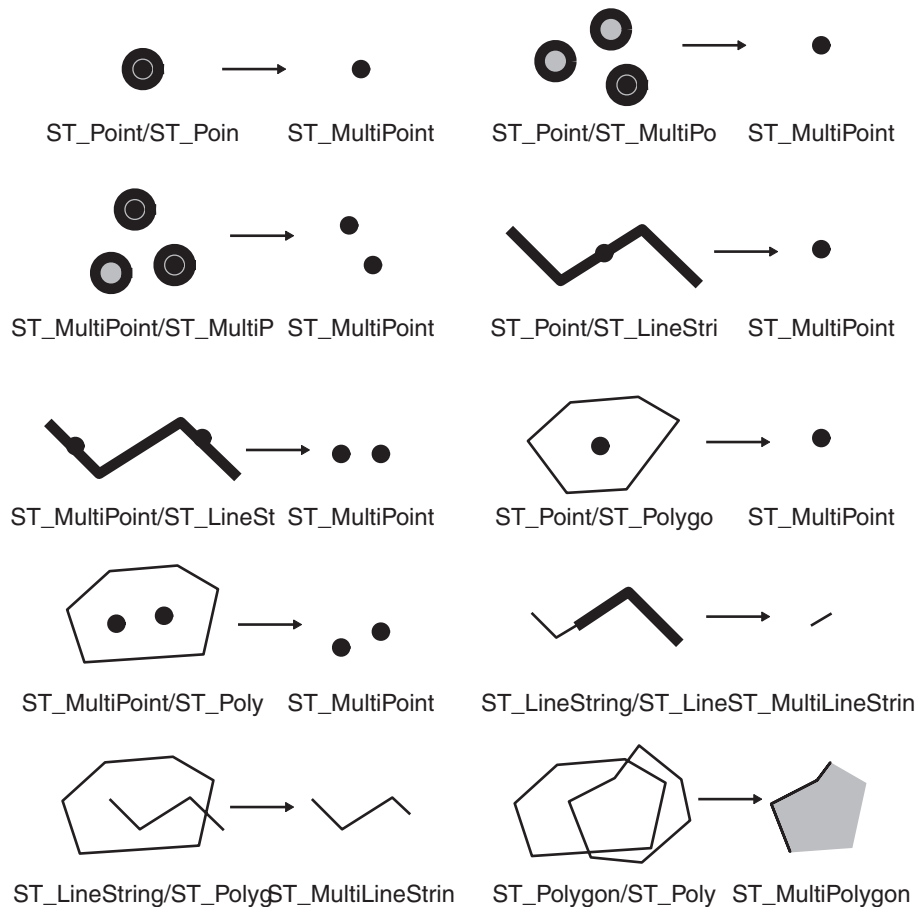 ST_Point/ST_Poin ST_MultiPoint ST_Point/ST_MultiPo ST_MultiPoint
ST_MultiPoint/ST_MultiP ST_MultiPoint ST_Point/ST_LineStri ST_MultiPoint
ST_MultiPoint/ST_LineSt ST_MultiPoint ST_Point/ST_Polygo ST_MultiPoint
ST_MultiPoint/ST_Poly ST_MultiPoint ST_LineString/ST_LineST_MultiLineStrin
ST_LineString/ST_PolygST_MultiLineStrin ST_Polygon/ST_Poly ST_MultiPolygon